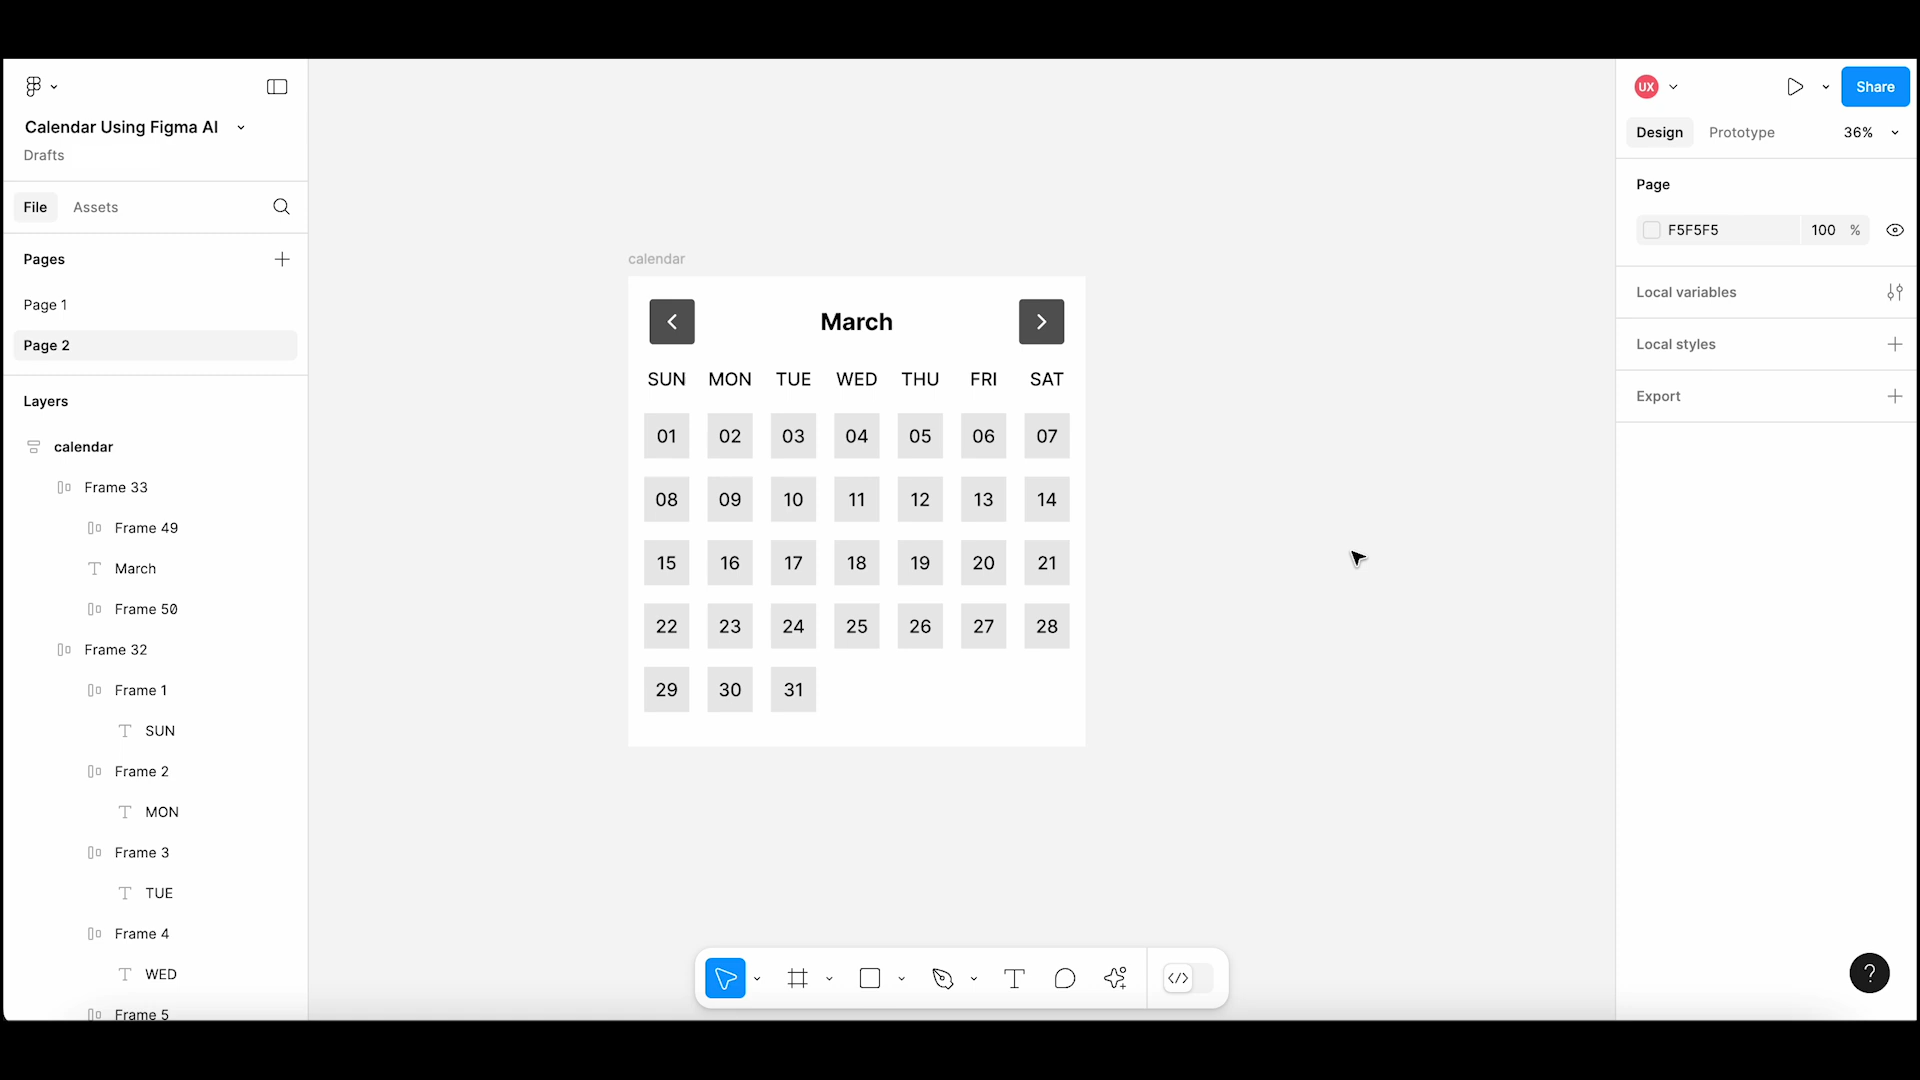 Calendar Using Figma AI
Drafts
File Assets
Pages
Page 1
Page 2
Layers
calendar
Frame 33
Frame 49
March
Frame 50
Frame 32
Frame 1
SUN
Frame 2
MON
Frame 3
TUE
Frame 4
WED
Frame 5
calendar
March
SUN MON TUE WED THU FRI SAT
01 02 03 04 05 06 07
08 09 10 11 12 13 14
15 16 17 18 19 20 21
22 23 24 25 26 27 28
29 30 31
UX
Share
Design Prototype 36%
Page
F5F5F5 100 %
Local variables
Local styles
Export
?